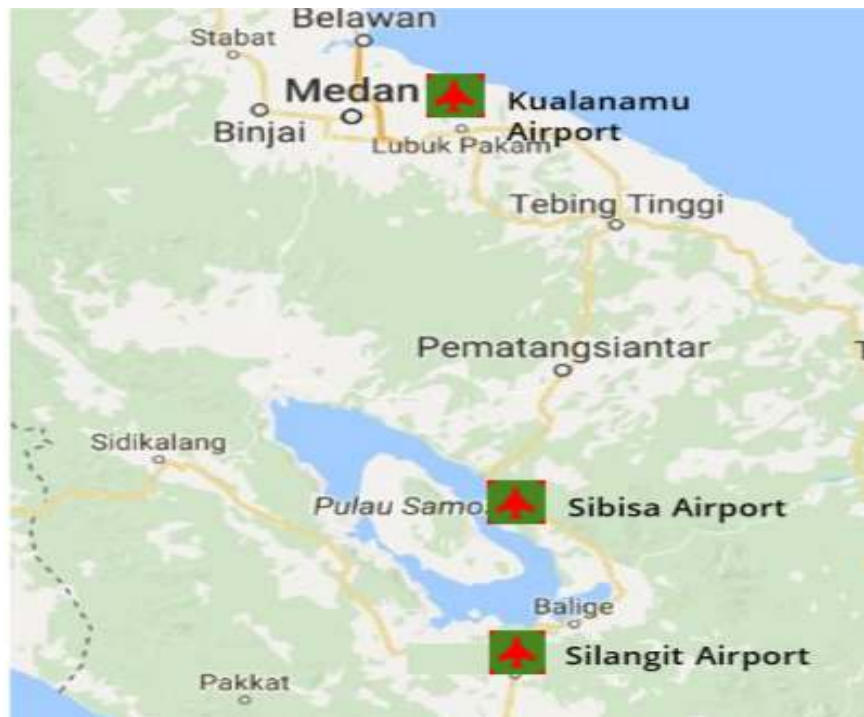 Belawan
Stabat
Medan
Kualanamu
Airport
Binjai
Lubuk Pakam
Tebing Tinggi
Pematangsiantar
Sidikalang
Pulau Samo
Sibisa Airport
Balige
Silangit Airport
Pakkat